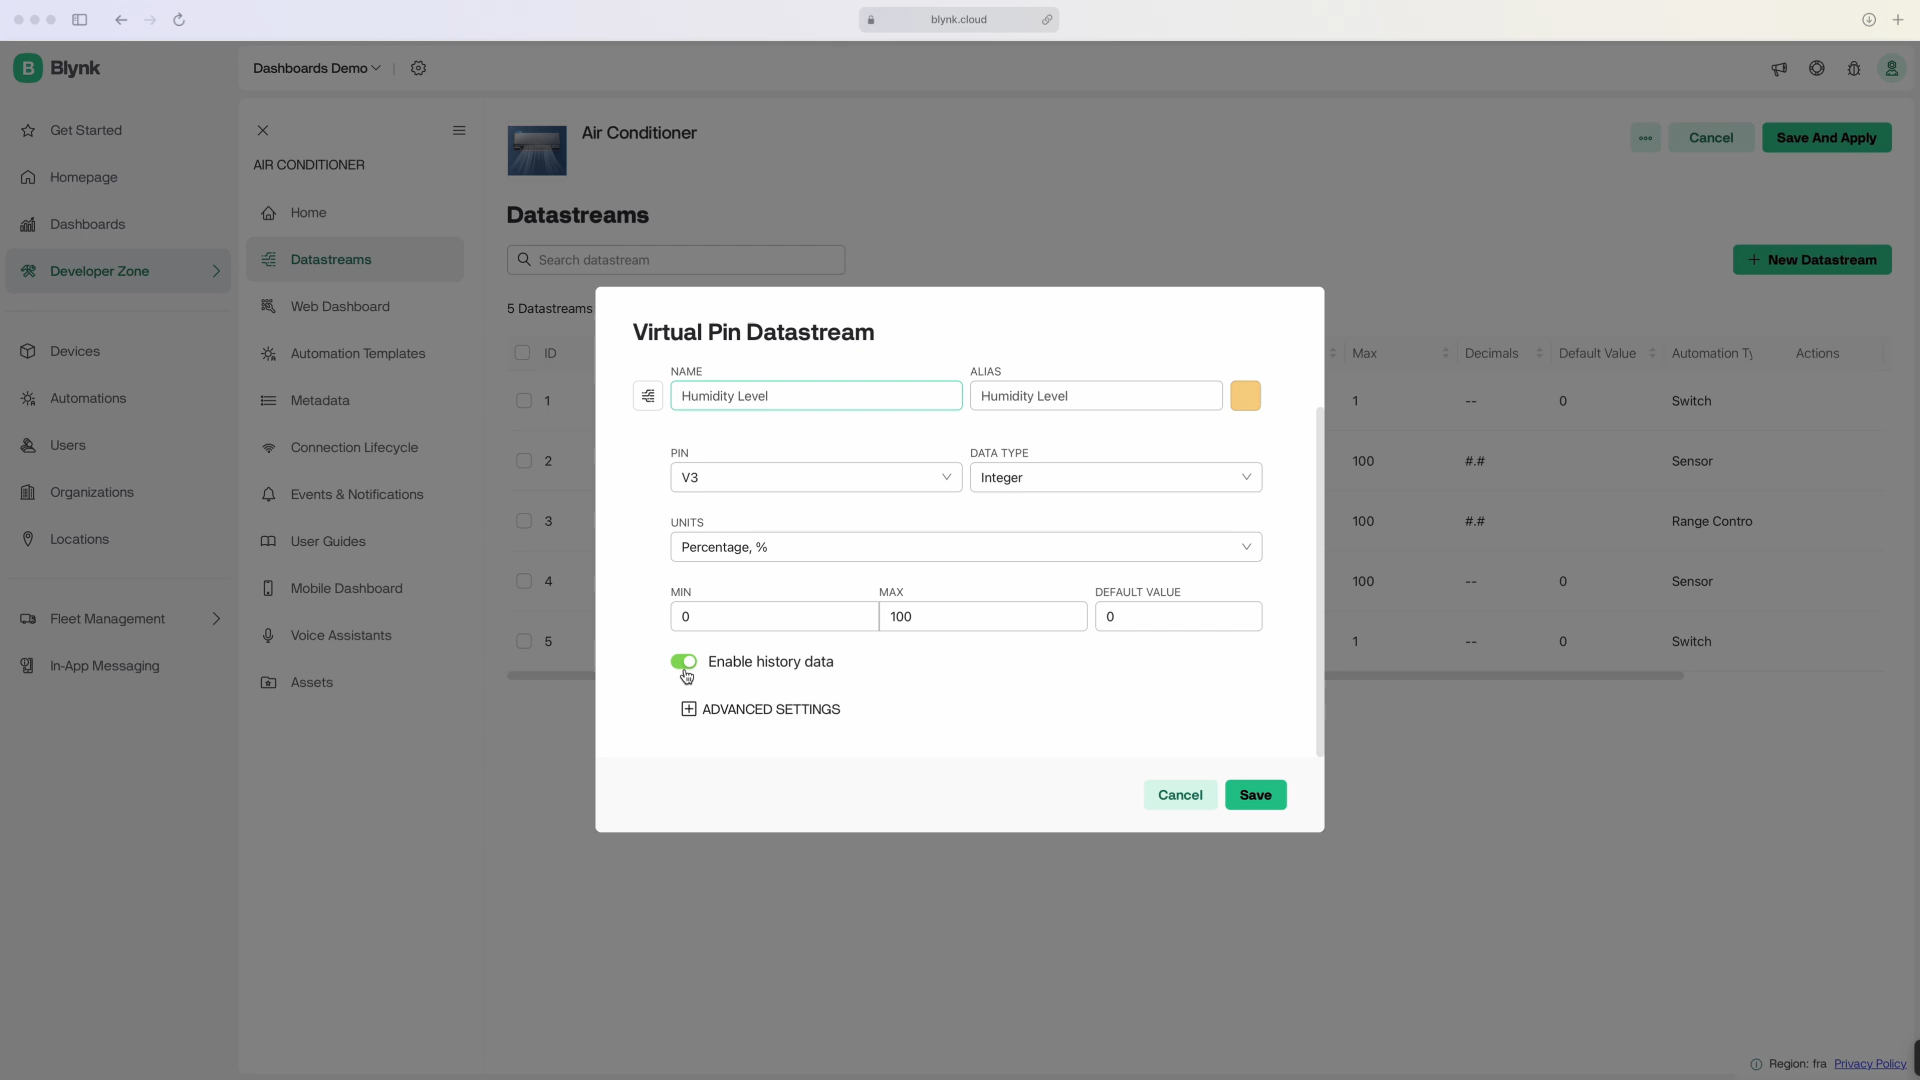 blynk.cloud
B Blynk
Dashboards Demo
Get Started
Homepage
Dashboards
Developer Zone
Devices
Automations
Users
Organizations
Locations
Fleet Management
In-App Messaging
AIR CONDITIONER
Home
Datastreams
Web Dashboard
Automation Templates
Metadata
Connection Lifecycle
Events & Notifications
User Guides
Mobile Dashboard
Voice Assistants
Assets
Air Conditioner
Cancel
Save And Apply
Datastreams
Search datastream
New Datastream
5 Datastreams
ID Max Decimals Default Value Automation Ty Actions
1 1 -- 0 Switch
2 100 #.# Sensor
3 100 #.# Range Contro
4 100 -- 0 Sensor
5 1 -- 0 Switch
Virtual Pin Datastream
NAME ALIAS
Humidity Level Humidity Level
PIN DATA TYPE
V3 Integer
UNITS
Percentage, %
MIN MAX DEFAULT VALUE
0 100 0
Enable history data
ADVANCED SETTINGS
Cancel Save
Region: fra Privacy Policy